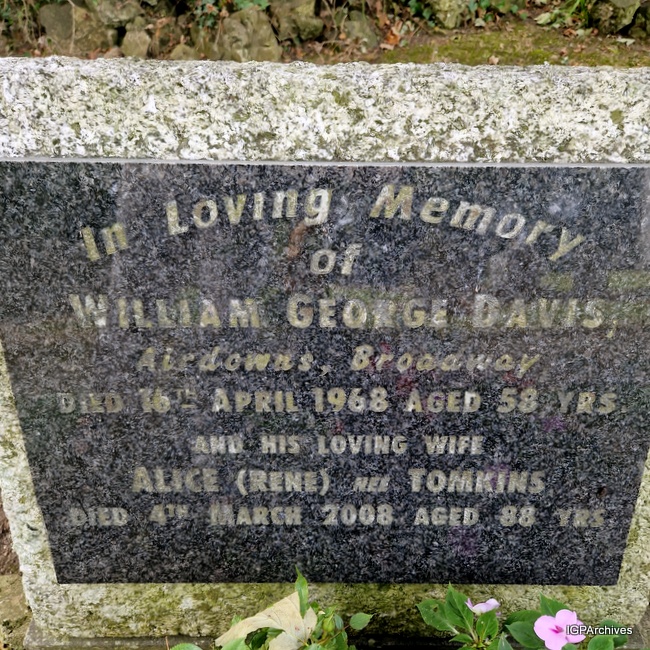 In Loving Memory
of
WILLIAM GEORGE DAVIS,
Airdowns, Broadway
DIED 16TH APRIL 1968 AGED 58 YRS
AND HIS LOVING WIFE
ALICE (RENE) nee TOMKINS
DIED 4TH MARCH 2008 AGED 88 YRS
IGPArchives